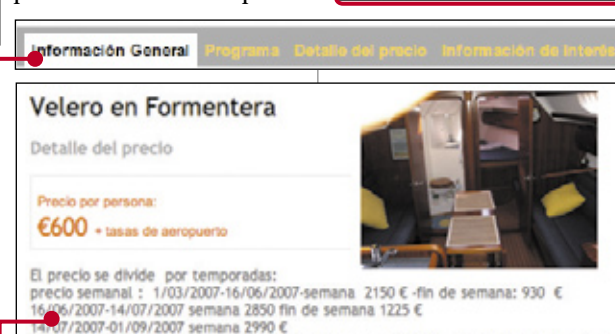 Información General Programa Detalle del precio Información de Interés
Velero en Formentera
Detalle del precio
Precio por persona:
€600 + tasas de aeropuerto
El precio se divide por temporadas:
precio semanal : 1/03/2007-16/06/2007-semana 2150 € -fin de semana: 930 €
16/06/2007-14/07/2007 semana 2850 fin de semana 1225 €
14/07/2007-01/09/2007 semana 2990 €